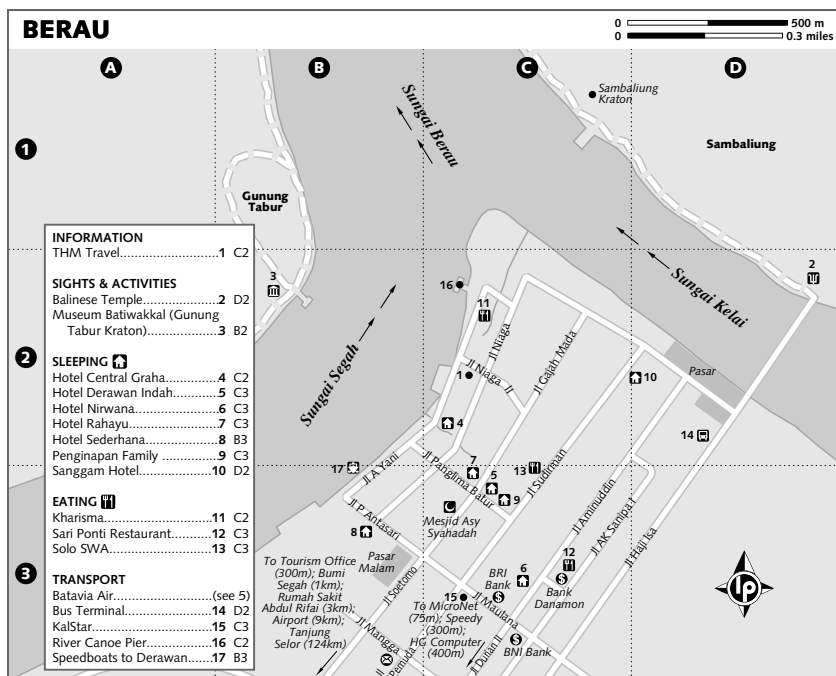 BERAU
0 500 m
0 0.3 miles
A
B
C
D
1
2
3
Sambaliung
Kraton
Sungai Berau
Sambaliung
Gunung
Tabur
INFORMATION
THM Travel..............................1 C2
SIGHTS & ACTIVITIES
Balinese Temple......................2 D2
Museum Batiwakkal (Gunung
Tabur Kraton).....................3 B2
SLEEPING
Hotel Central Graha................4 C2
Hotel Derawan Indah..............5 C3
Hotel Nirwana.........................6 C3
Hotel Rahayu..........................7 C3
Hotel Sederhana.....................8 B3
Penginapan Family .................9 C3
Sanggam Hotel.....................10 D2
EATING
Kharisma...............................11 C2
Sari Ponti Restaurant.............12 C3
Solo SWA..............................13 C3
TRANSPORT
Batavia Air........................(see 5)
Bus Terminal.........................14 D2
KalStar..................................15 C3
River Canoe Pier...................16 C2
Speedboats to Derawan........17 B3
3
16
11
2
Sungai Kelai
Sungai Segah
Jl Niaga
Jl Gajah Mada
Jl Niaga II
1
Pasar
10
4
14
17
Jl A Yani
7
Jl Panglima Batur
5
13
9
Jl Sudirman
Jl P Antasari
Mesjid Asy
Syahadah
Jl Aminuddin
Jl AK Sanipa I
Jl Haji Isa
8
Pasar
Malam
To Tourism Office
(300m); Bumi
Segah (1km);
Rumah Sakit
Abdul Rifai (3km);
Airport (9km);
Tanjung
Selor (124km)
Jl Soetomo
BRI
Bank
6
12
Bank
Danamon
15
Jl Maulana
To MicroNet
(75m); Speedy
(300m);
HG Computer
(400m)
Jl Mangga
Jl
Pemuda
Jl Durian II
BNI Bank
lp